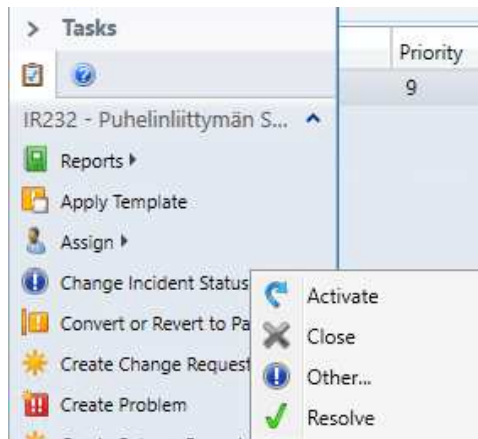 Tasks
Priority
9
IR232 - Puhelinliittymän S...
Reports
Apply Template
Assign
Change Incident Status
Activate
Convert or Revert to Pa
Close
Create Change Request
Other...
Create Problem
Resolve